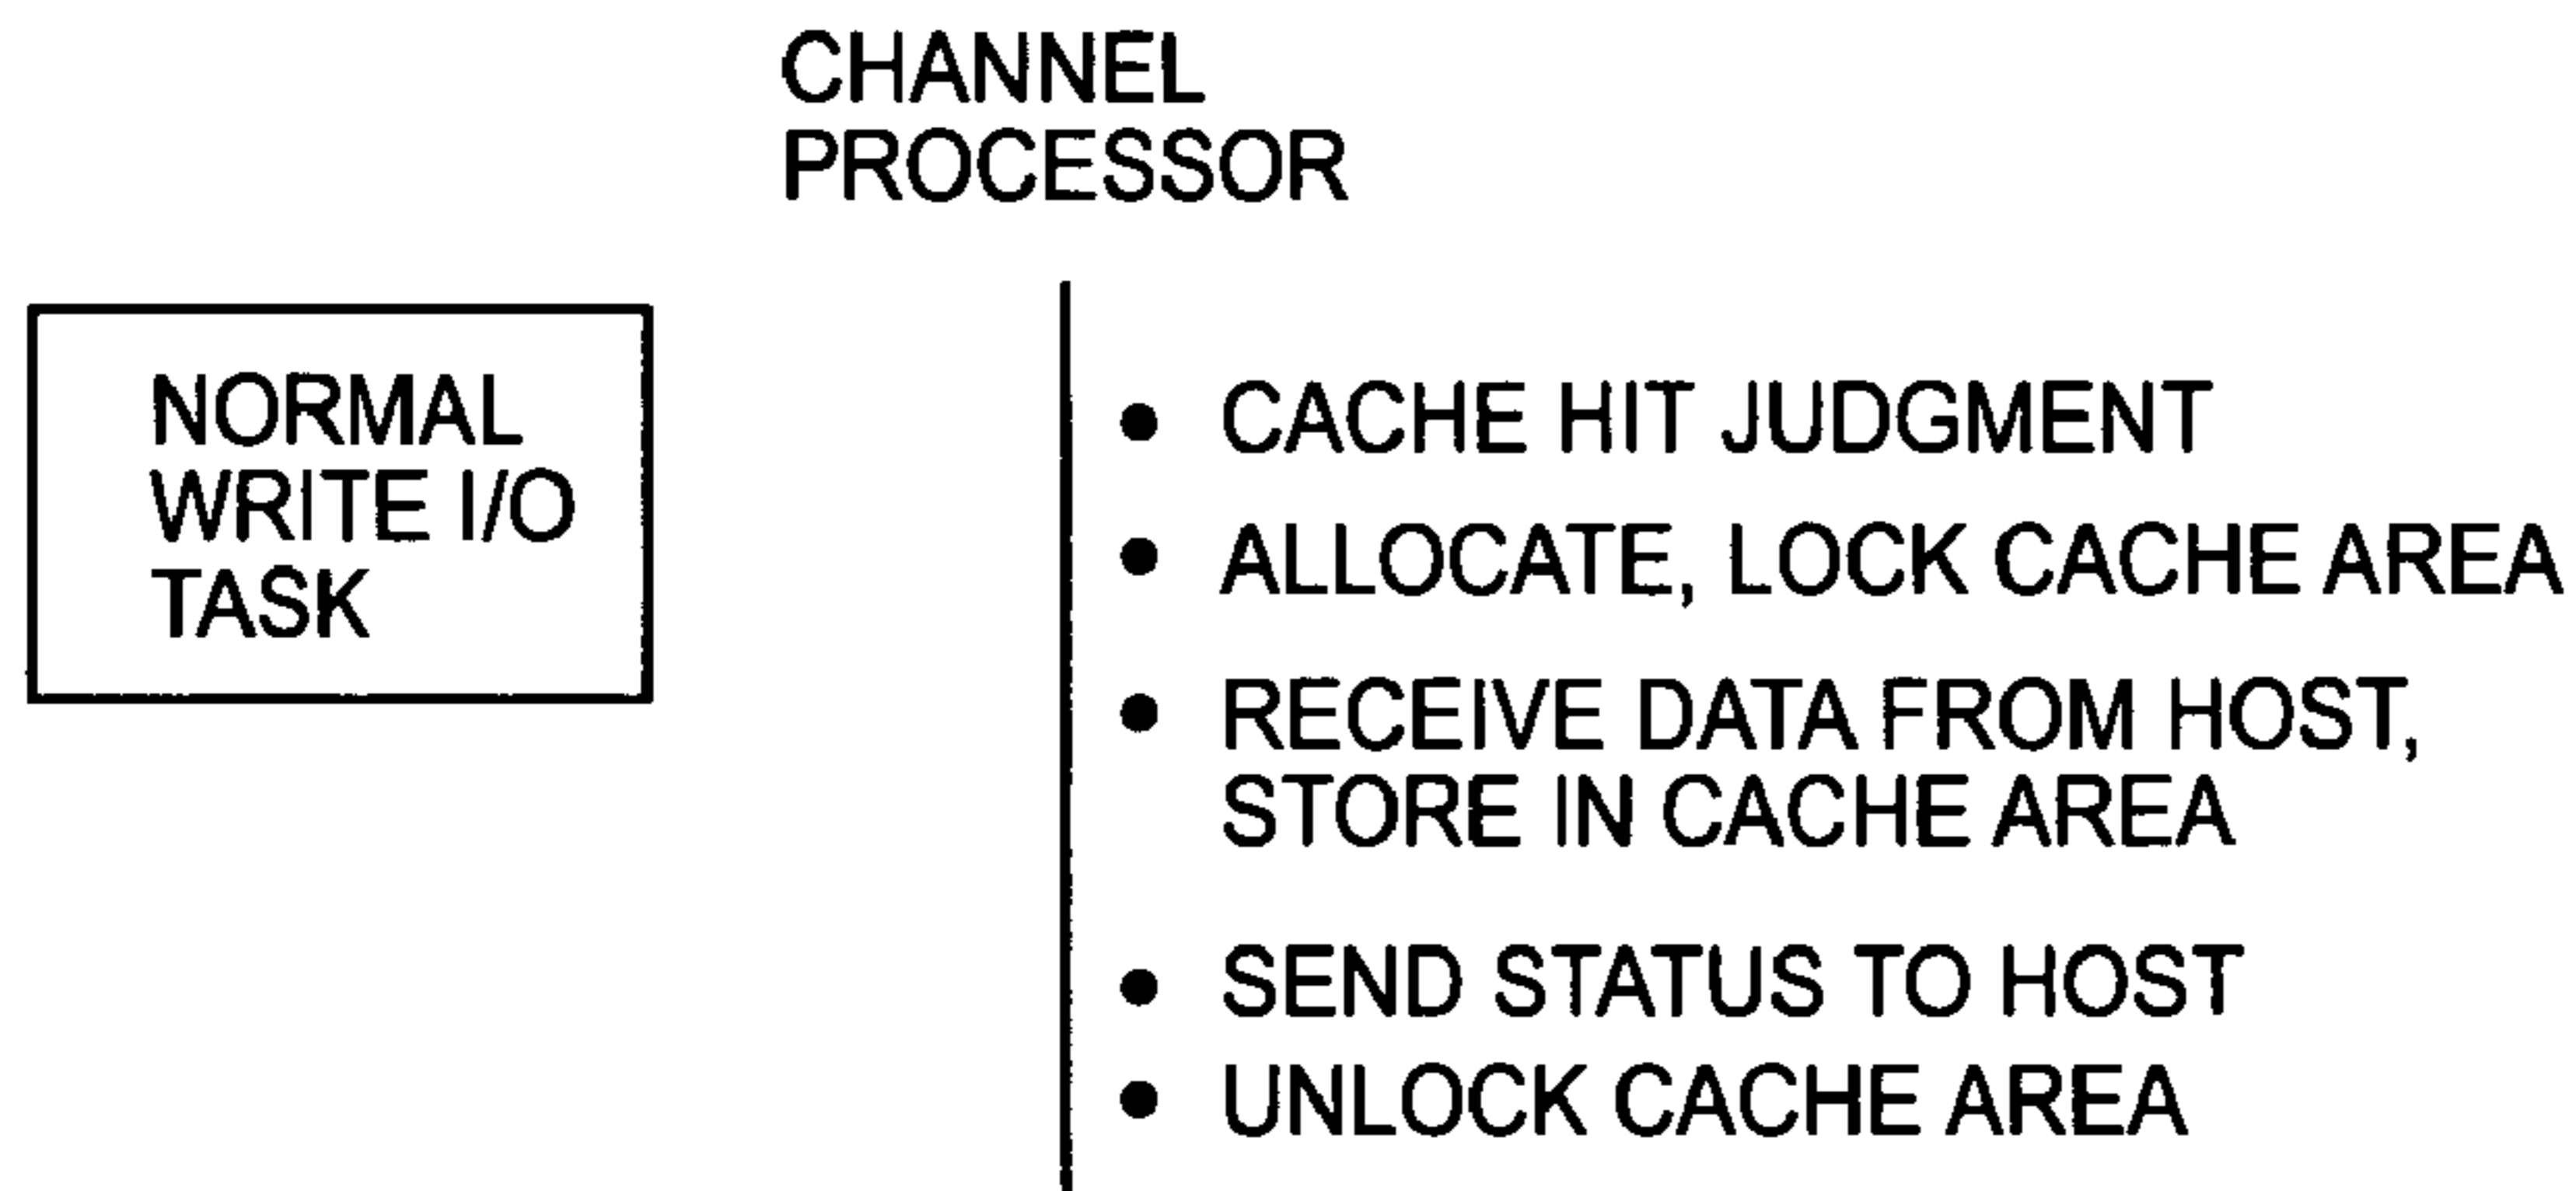 CHANNEL
PROCESSOR
NORMAL
WRITE I/O
TASK
• CACHE HIT JUDGMENT
• ALLOCATE, LOCK CACHE AREA
• RECEIVE DATA FROM HOST,
STORE IN CACHE AREA
• SEND STATUS TO HOST
• UNLOCK CACHE AREA